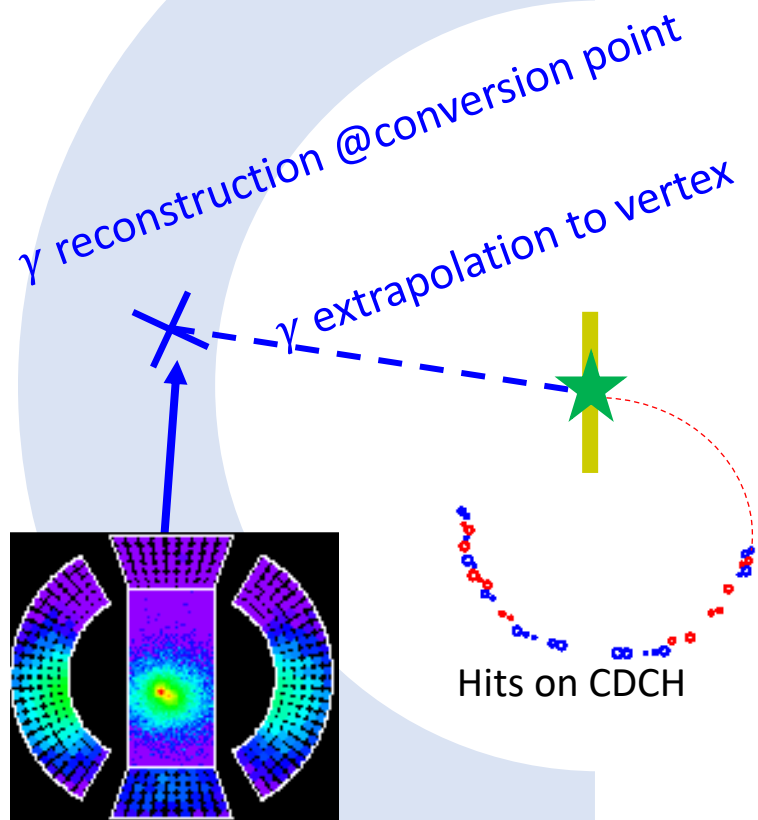 γ reconstruction @conversion point
γ extrapolation to vertex
Hits on CDCH